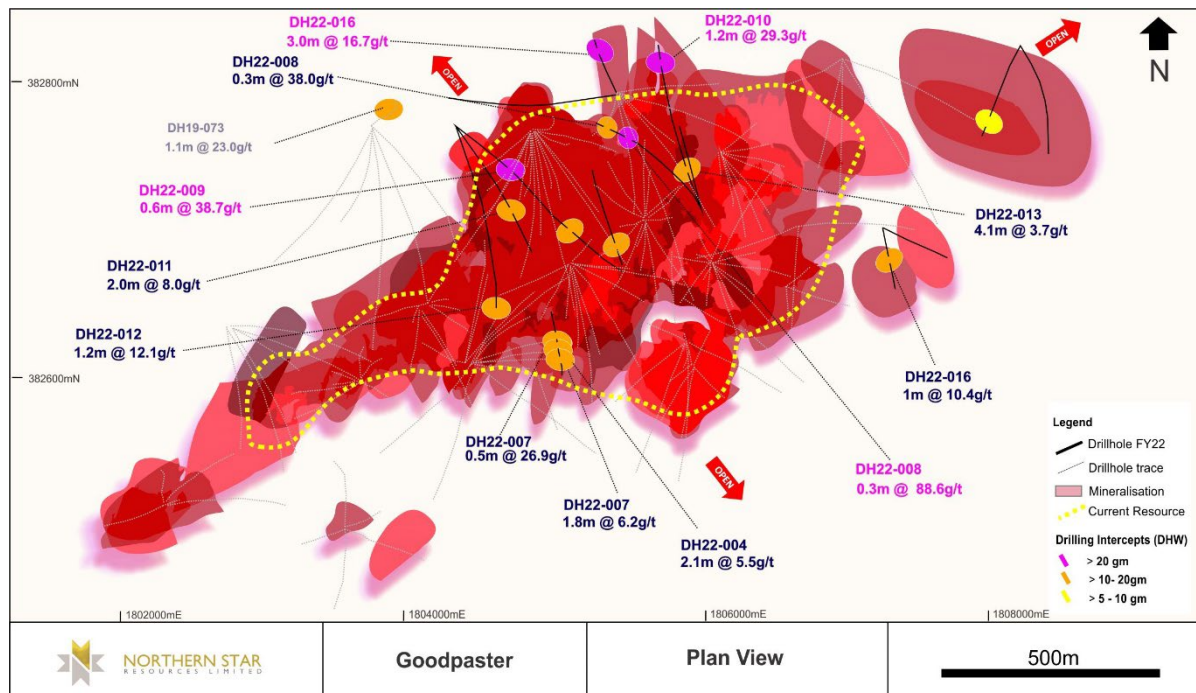 DH22-016
3.0m @ 16.7g/t
DH22-010
1.2m @ 29.3g/t
OPEN
N
DH22-008
0.3m @ 38.0g/t
OPEN
382800mN
DH19-073
1.1m @ 23.0g/t
DH22-009
0.6m @ 38.7g/t
DH22-013
4.1m @ 3.7g/t
DH22-011
2.0m @ 8.0g/t
DH22-012
1.2m @ 12.1g/t
382600mN
DH22-016
1m @ 10.4g/t
DH22-007
0.5m @ 26.9g/t
OPEN
DH22-008
0.3m @ 88.6g/t
DH22-007
1.8m @ 6.2g/t
DH22-004
2.1m @ 5.5g/t
Legend
Drillhole FY22
Drillhole trace
Mineralisation
Current Resource
Drilling Intercepts (DHW)
> 20 gm
> 10- 20gm
> 5 - 10 gm
1802000mE
1804000mE
1806000mE
1808000mE
NORTHERN STAR
RESOURCES LIMITED
Goodpaster
Plan View
500m